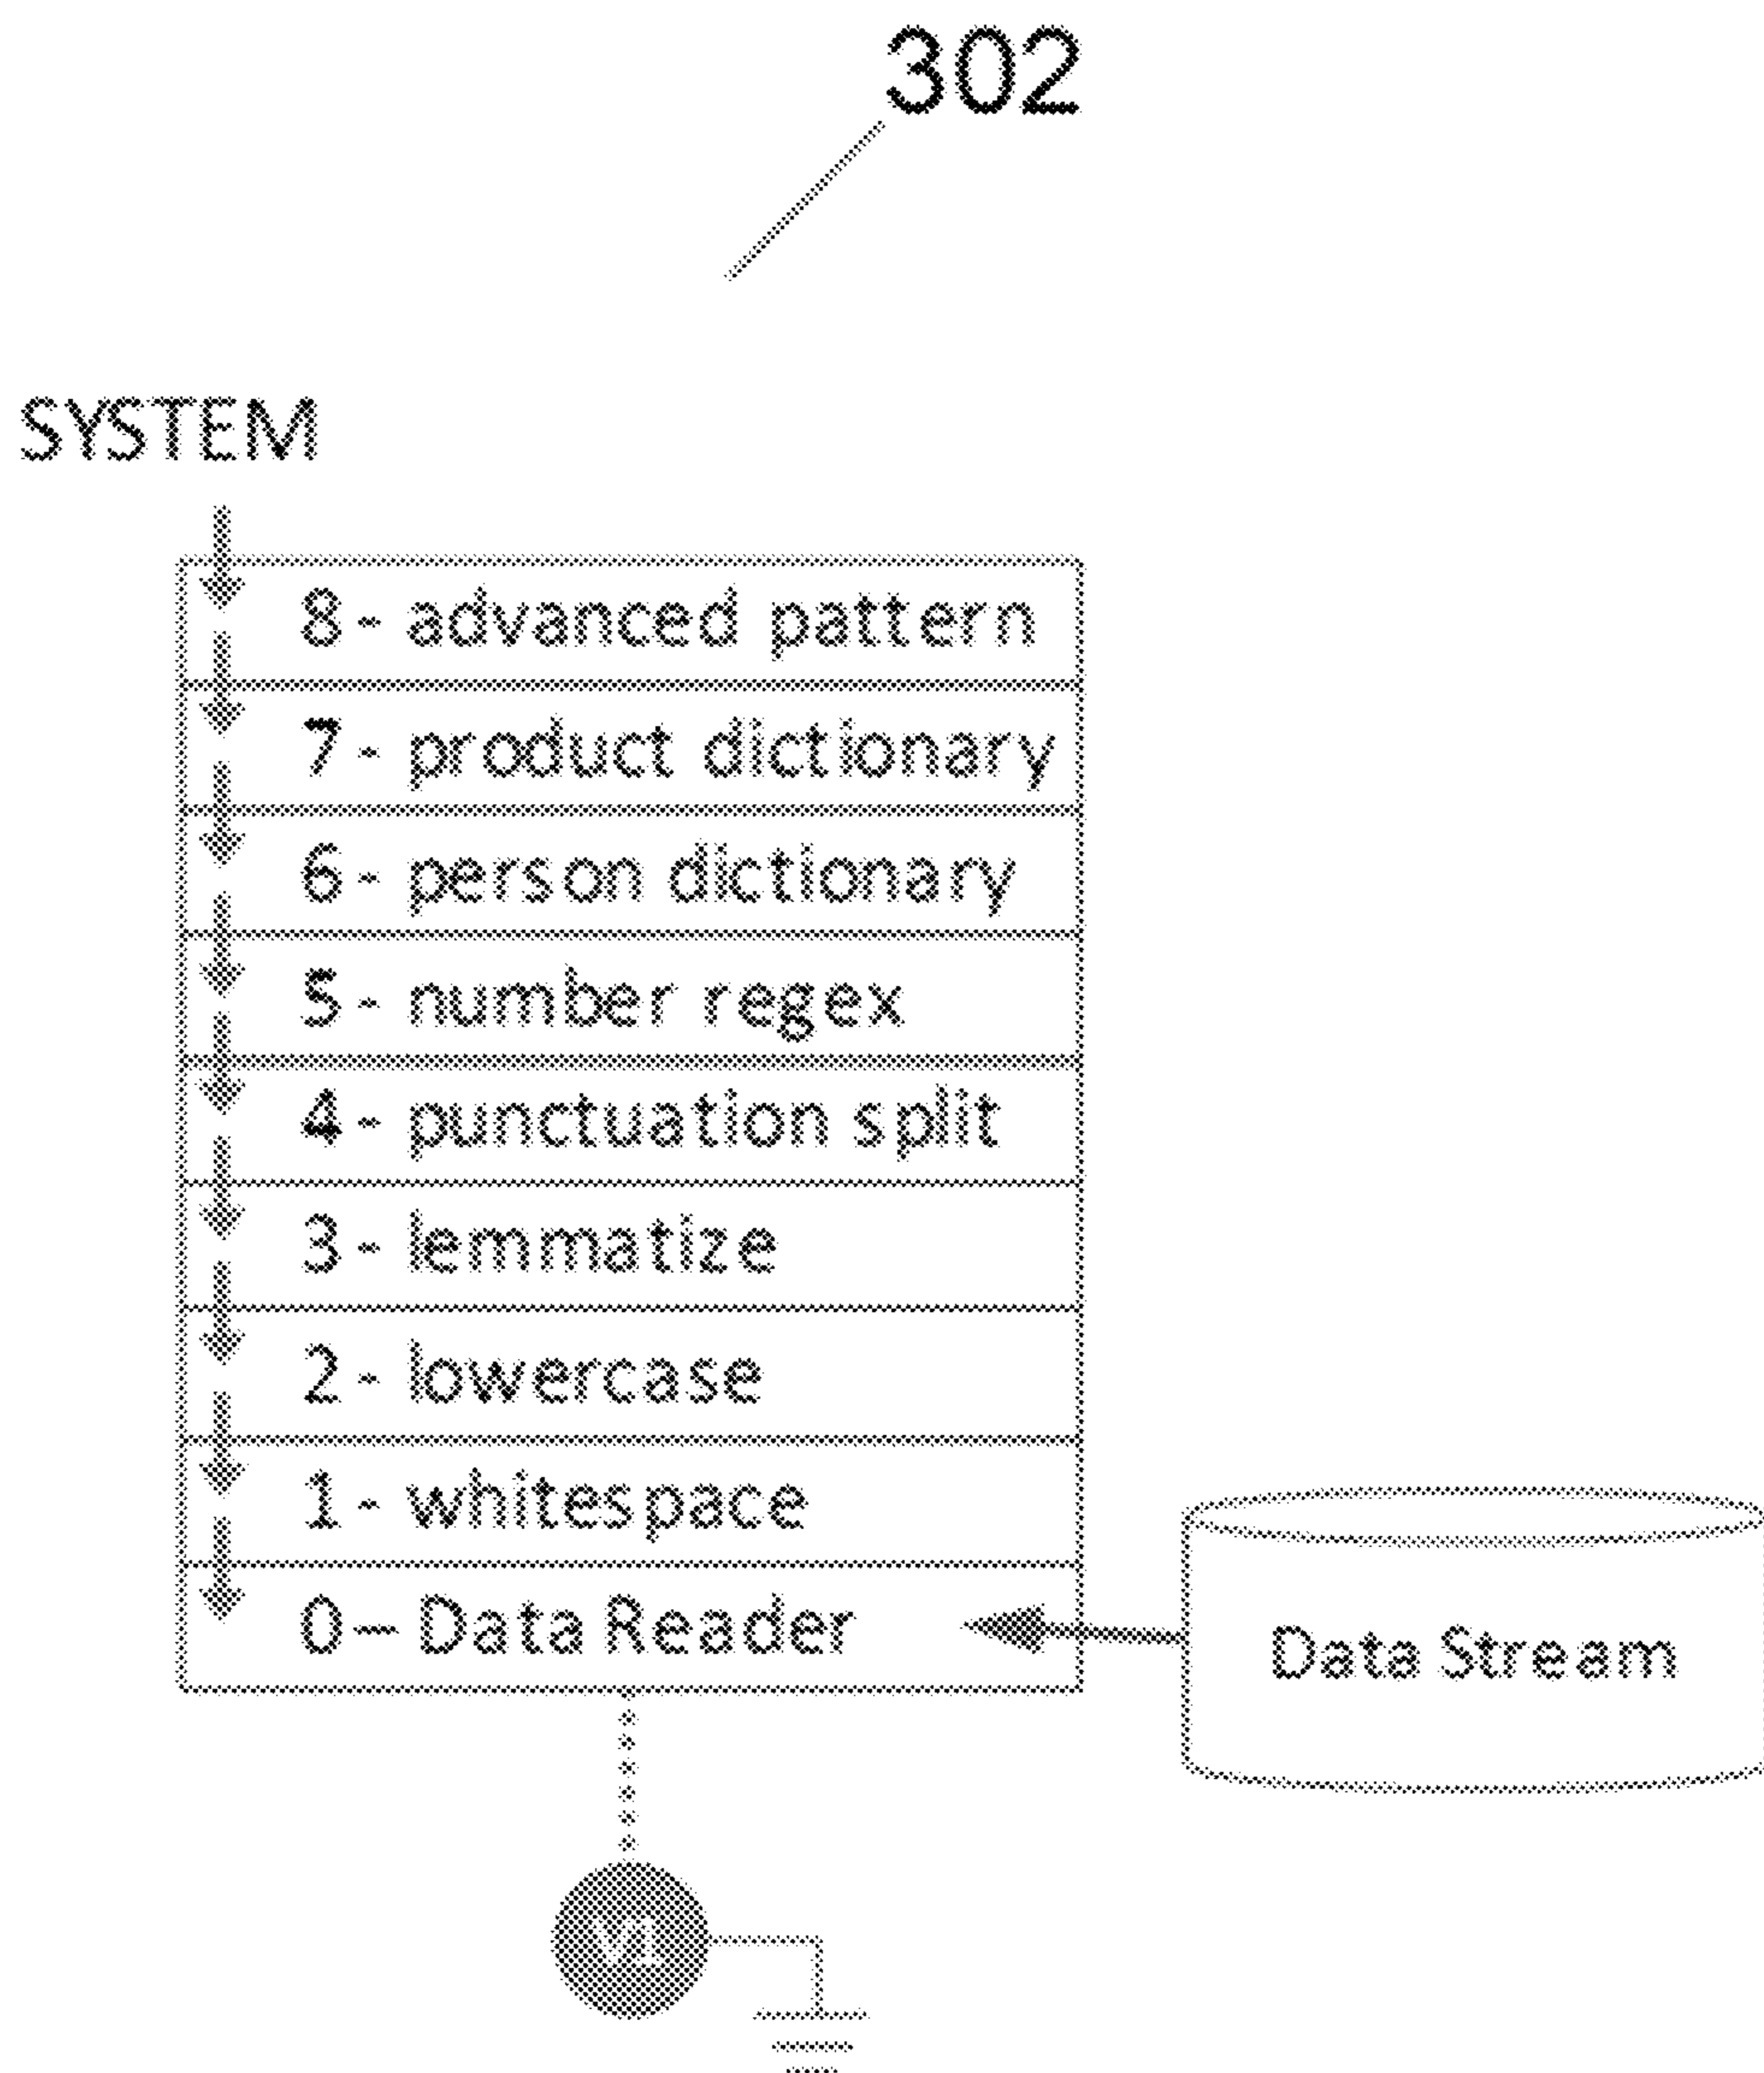 302
SYSTEM
8- advanced pattern
7- product dictionary
6- person dictionary
5- number regex
4- punctuation split
3- lemmatize
2- lowercase
1- whitespace
0– Data Reader
Data Stream
V1